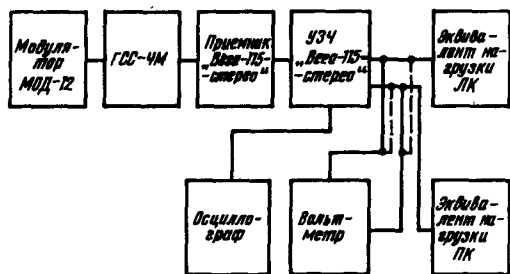 Модуля-
тор
МОД-12
ГСС-ЧМ
Приемник
„Вега-115-
-стерео“
УЗЧ
„Вега-115-
-стерео“
Эквива-
лент на-
грузки
ЛК
Осцилло-
граф
Вольт-
метр
Эквива-
лент на-
грузки
ПК